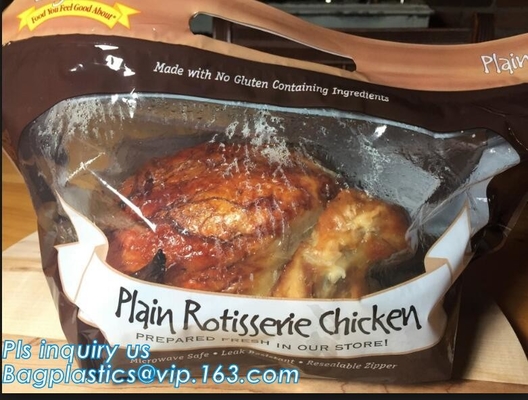 Food You Feel Good About
Plain
Made with No Gluten Containing Ingredients
Plain Rotisserie Chicken
PREPARED FRESH IN OUR STORE!
Microwave Safe • Leak Resistant • Resealable Zipper
Pls inquiry us
Bagplastics@vip.163.com